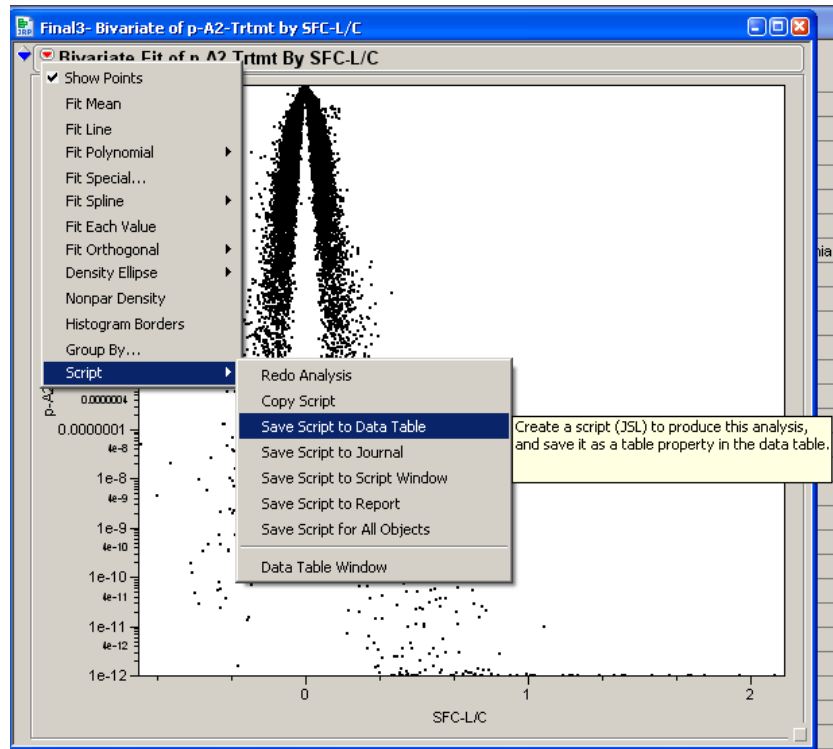 Final3- Bivariate of p-A2-Trtmt by SFC-L/C
Bivariate Fit of p-A2-Trtmt By SFC-L/C
Show Points
Fit Mean
Fit Line
Fit Polynomial
Fit Special...
Fit Spline
Fit Each Value
Fit Orthogonal
Density Ellipse
Nonpar Density
Histogram Borders
Group By...
Script
Redo Analysis
Copy Script
Save Script to Data Table
Save Script to Journal
Save Script to Script Window
Save Script to Report
Save Script for All Objects
Data Table Window
Create a script (JSL) to produce this analysis,
and save it as a table property in the data table.
p-A2
0.0000004
0.0000001
4e-8
1e-8
4e-9
1e-9
4e-10
1e-10
4e-11
1e-11
4e-12
1e-12
0 1 2
SFC-L/C
nia